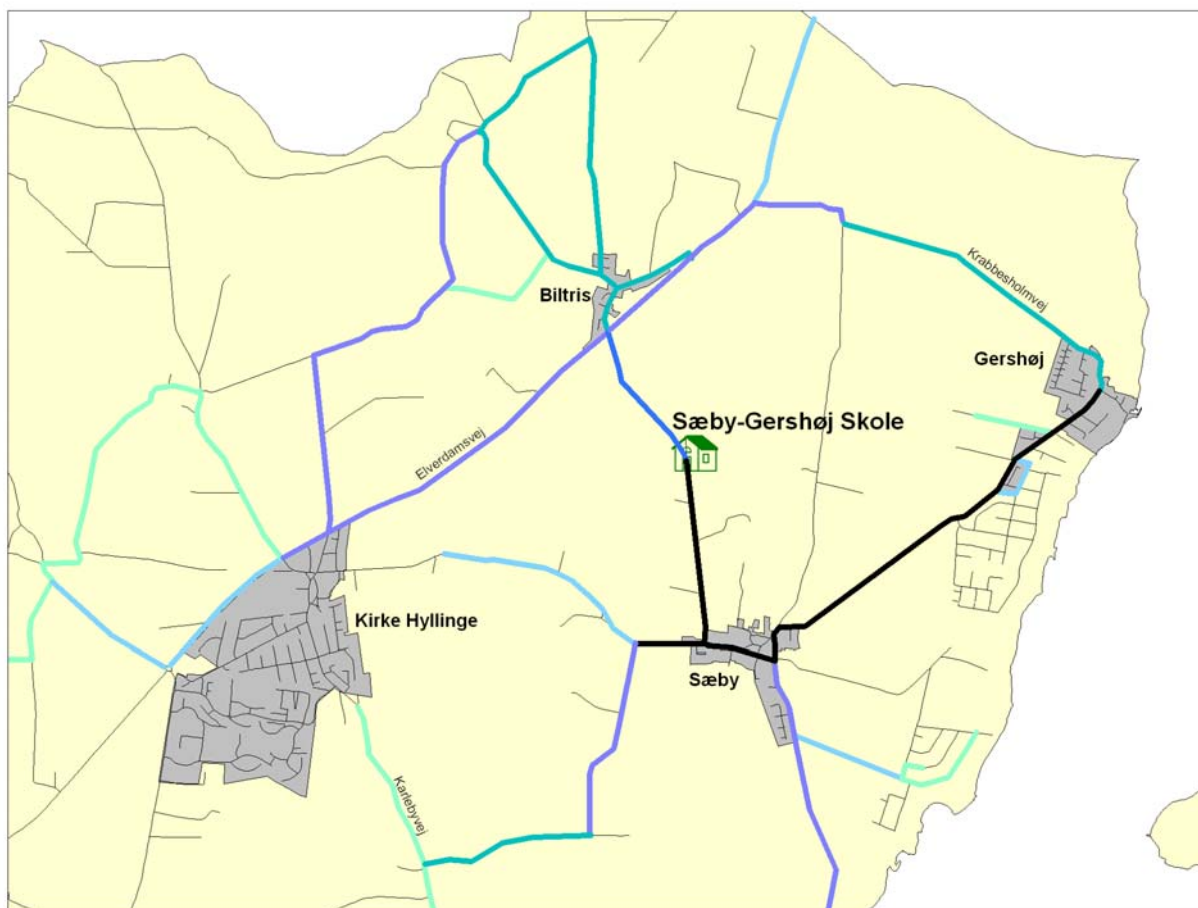 Krabbesholmvej
Biltris
Gershøj
Sæby-Gershøj Skole
Elverdamsvej
Kirke Hyllinge
Sæby
Karlebyvej